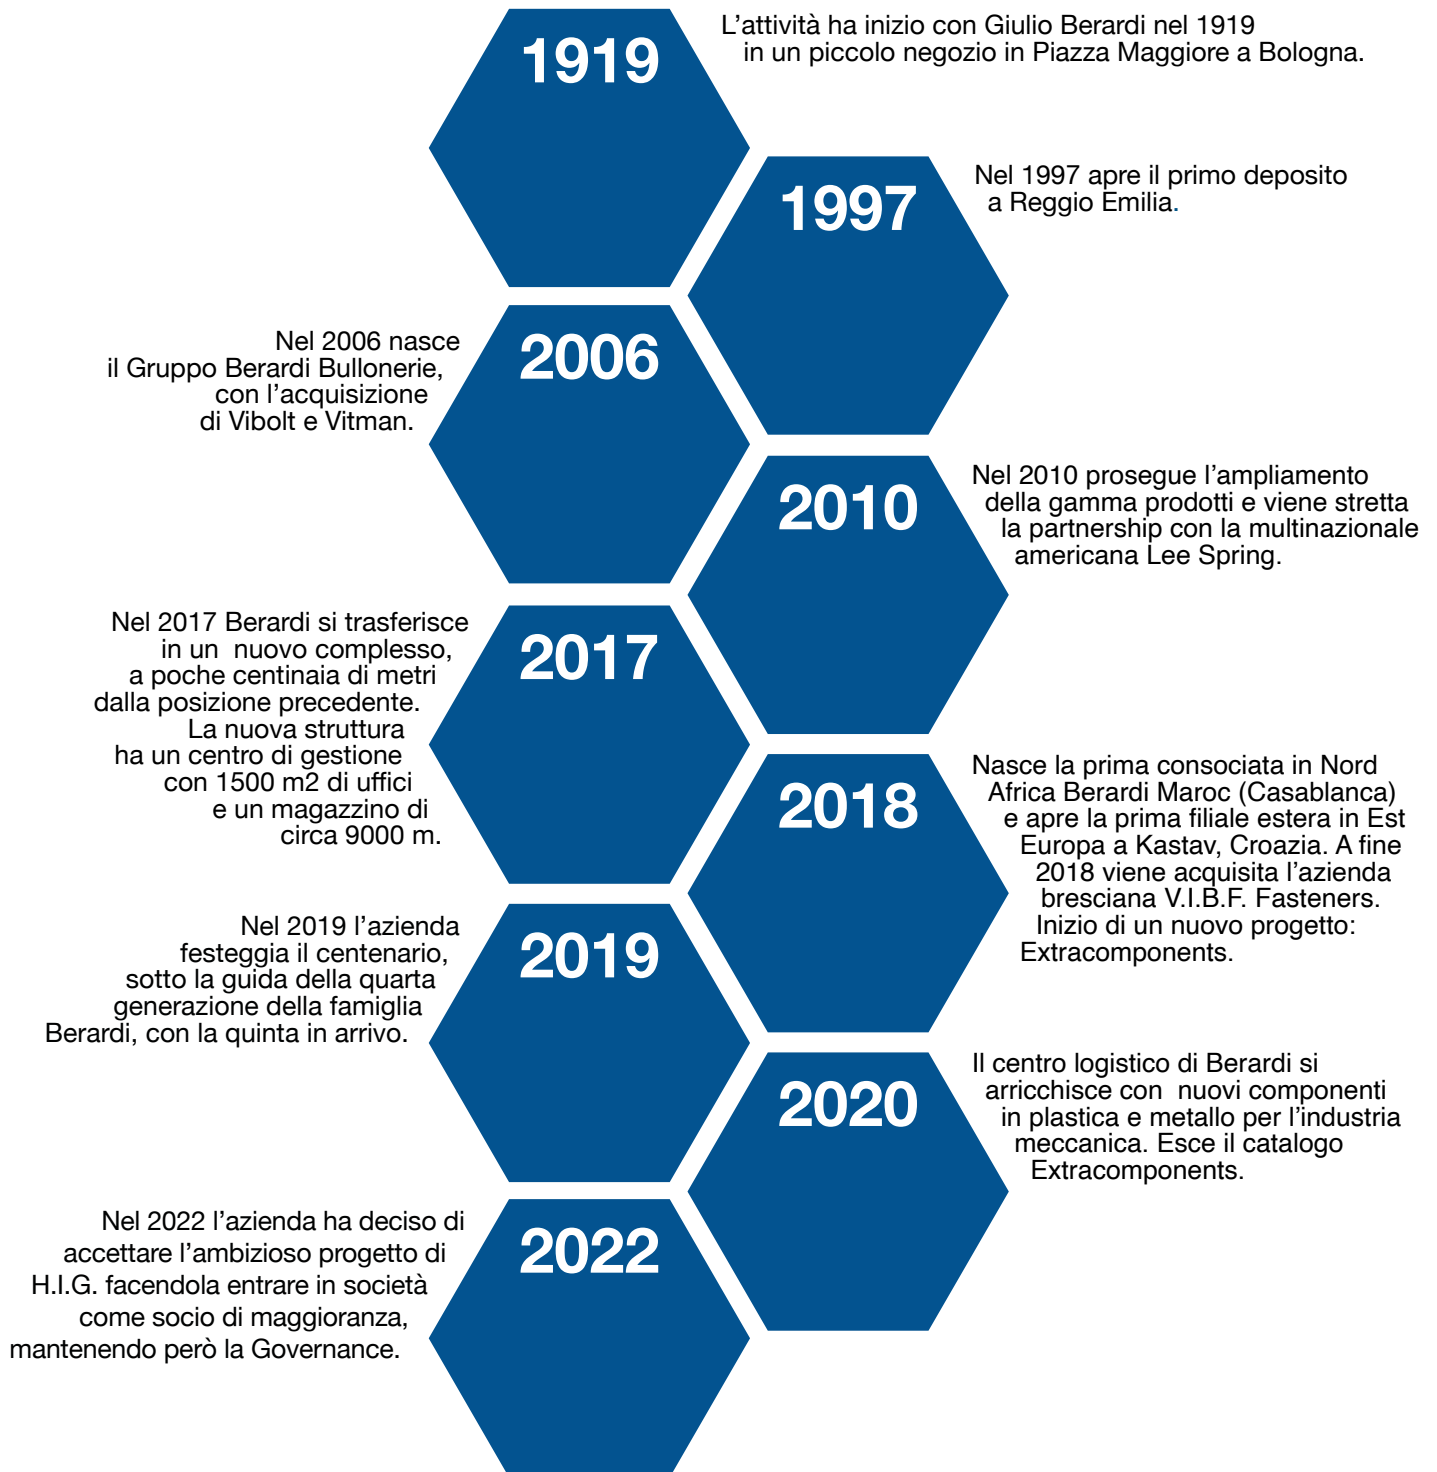 1919
L’attività ha inizio con Giulio Berardi nel 1919
in un piccolo negozio in Piazza Maggiore a Bologna.
1997
Nel 1997 apre il primo deposito
a Reggio Emilia.
2006
Nel 2006 nasce
il Gruppo Berardi Bullonerie,
con l’acquisizione
di Vibolt e Vitman.
2010
Nel 2010 prosegue l’ampliamento
della gamma prodotti e viene stretta
la partnership con la multinazionale
americana Lee Spring.
2017
Nel 2017 Berardi si trasferisce
in un  nuovo complesso,
a poche centinaia di metri
dalla posizione precedente.
La nuova struttura
ha un centro di gestione
con 1500 m2 di uffici
e un magazzino di
circa 9000 m.
2018
Nasce la prima consociata in Nord
Africa Berardi Maroc (Casablanca)
e apre la prima filiale estera in Est
Europa a Kastav, Croazia. A fine
2018 viene acquisita l’azienda
bresciana V.I.B.F. Fasteners.
Inizio di un nuovo progetto:
Extracomponents.
2019
Nel 2019 l’azienda
festeggia il centenario,
sotto la guida della quarta
generazione della famiglia
Berardi, con la quinta in arrivo.
2020
Il centro logistico di Berardi si
arricchisce con  nuovi componenti
in plastica e metallo per l’industria
meccanica. Esce il catalogo
Extracomponents.
2022
Nel 2022 l’azienda ha deciso di
accettare l’ambizioso progetto di
H.I.G. facendola entrare in società
come socio di maggioranza,
mantenendo però la Governance.